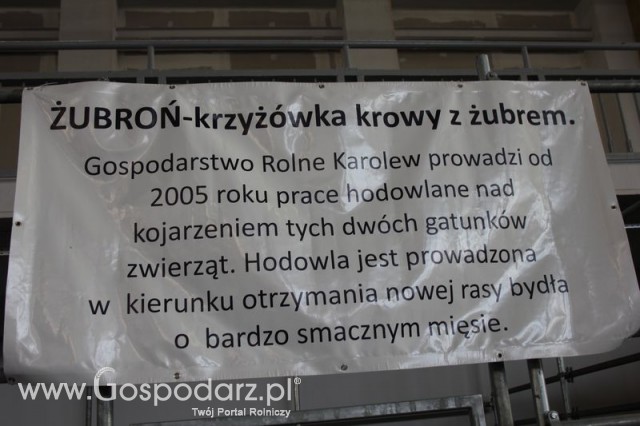 ŻUBROŃ-krzyżówka krowy z żubrem.
Gospodarstwo Rolne Karolew prowadzi od
2005 roku prace hodowlane nad
kojarzeniem tych dwóch gatunków
zwierząt. Hodowla jest prowadzona
w kierunku otrzymania nowej rasy bydła
o bardzo smacznym mięsie.
www.Gospodarz.pl®
Twój Portal Rolniczy